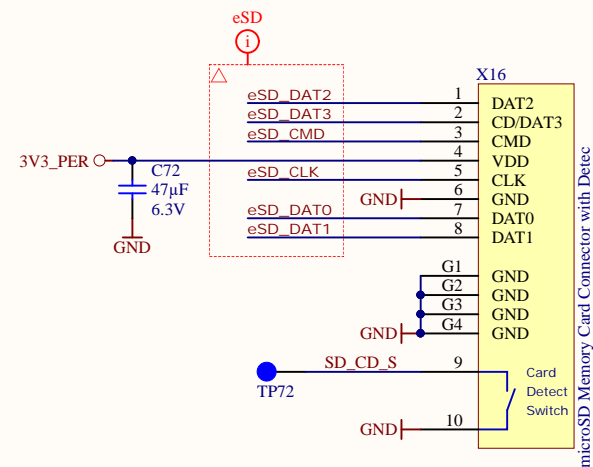 eSD
i
X16
eSD_DAT2 1 DAT2
eSD_DAT3 2 CD/DAT3
eSD_CMD 3 CMD
3V3_PER 4 VDD
C72
47µF
6.3V
GND
eSD_CLK 5 CLK
GND 6 GND
eSD_DAT0 7 DAT0
eSD_DAT1 8 DAT1
G1 GND
G2 GND
G3 GND
GND G4 GND
SD_CD_S 9
TP72
Card
Detect
Switch
GND 10
microSD Memory Card Connector with Detec